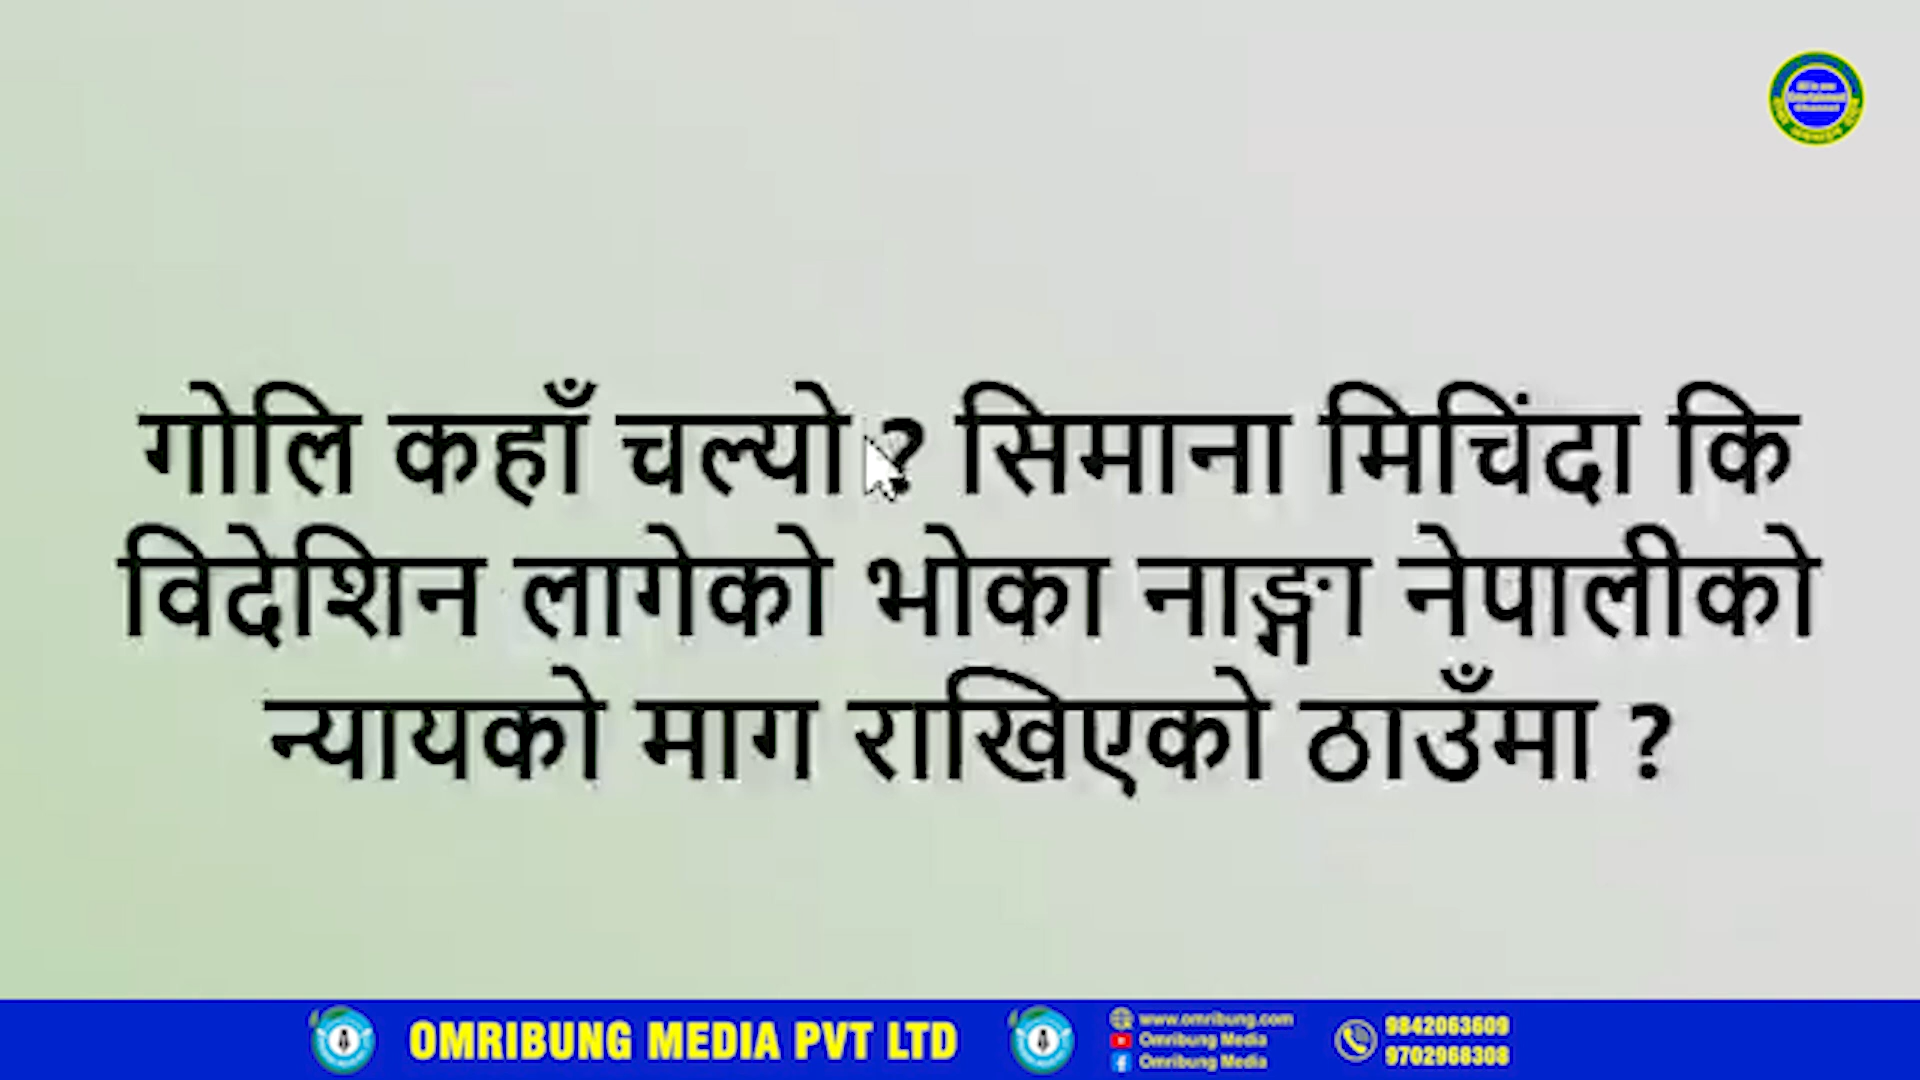 गोलि कहाँ चल्यो ? सिमाना मिचिंदा कि
विदेशिन लागेको भोका नाङ्गा नेपालीको
न्यायको माग राखिएको ठाउँमा ?
OMRIBUNG MEDIA PVT LTD
www.omribung.com
Omribung Media
Omribung Media
9842063609
9702968308